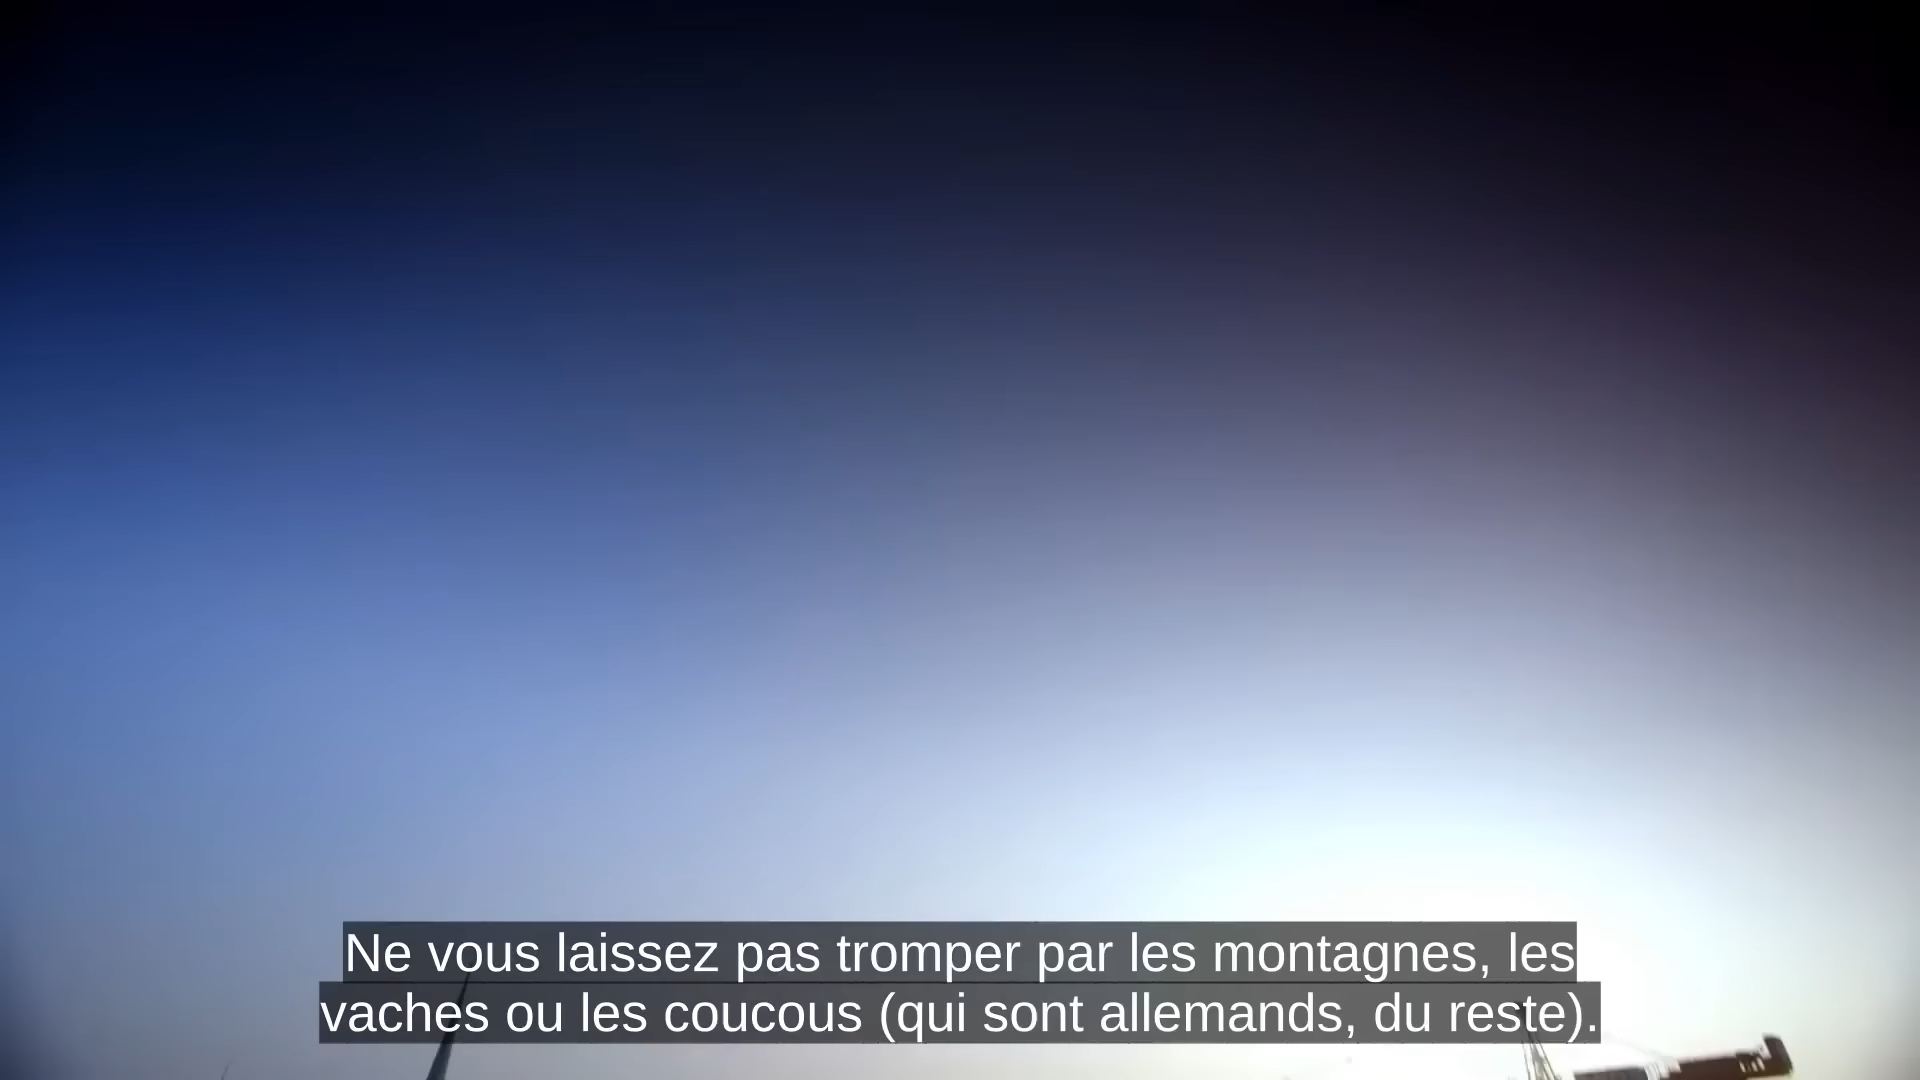 Ne vous laissez pas tromper par les montagnes, les
vaches ou les coucous (qui sont allemands, du reste).